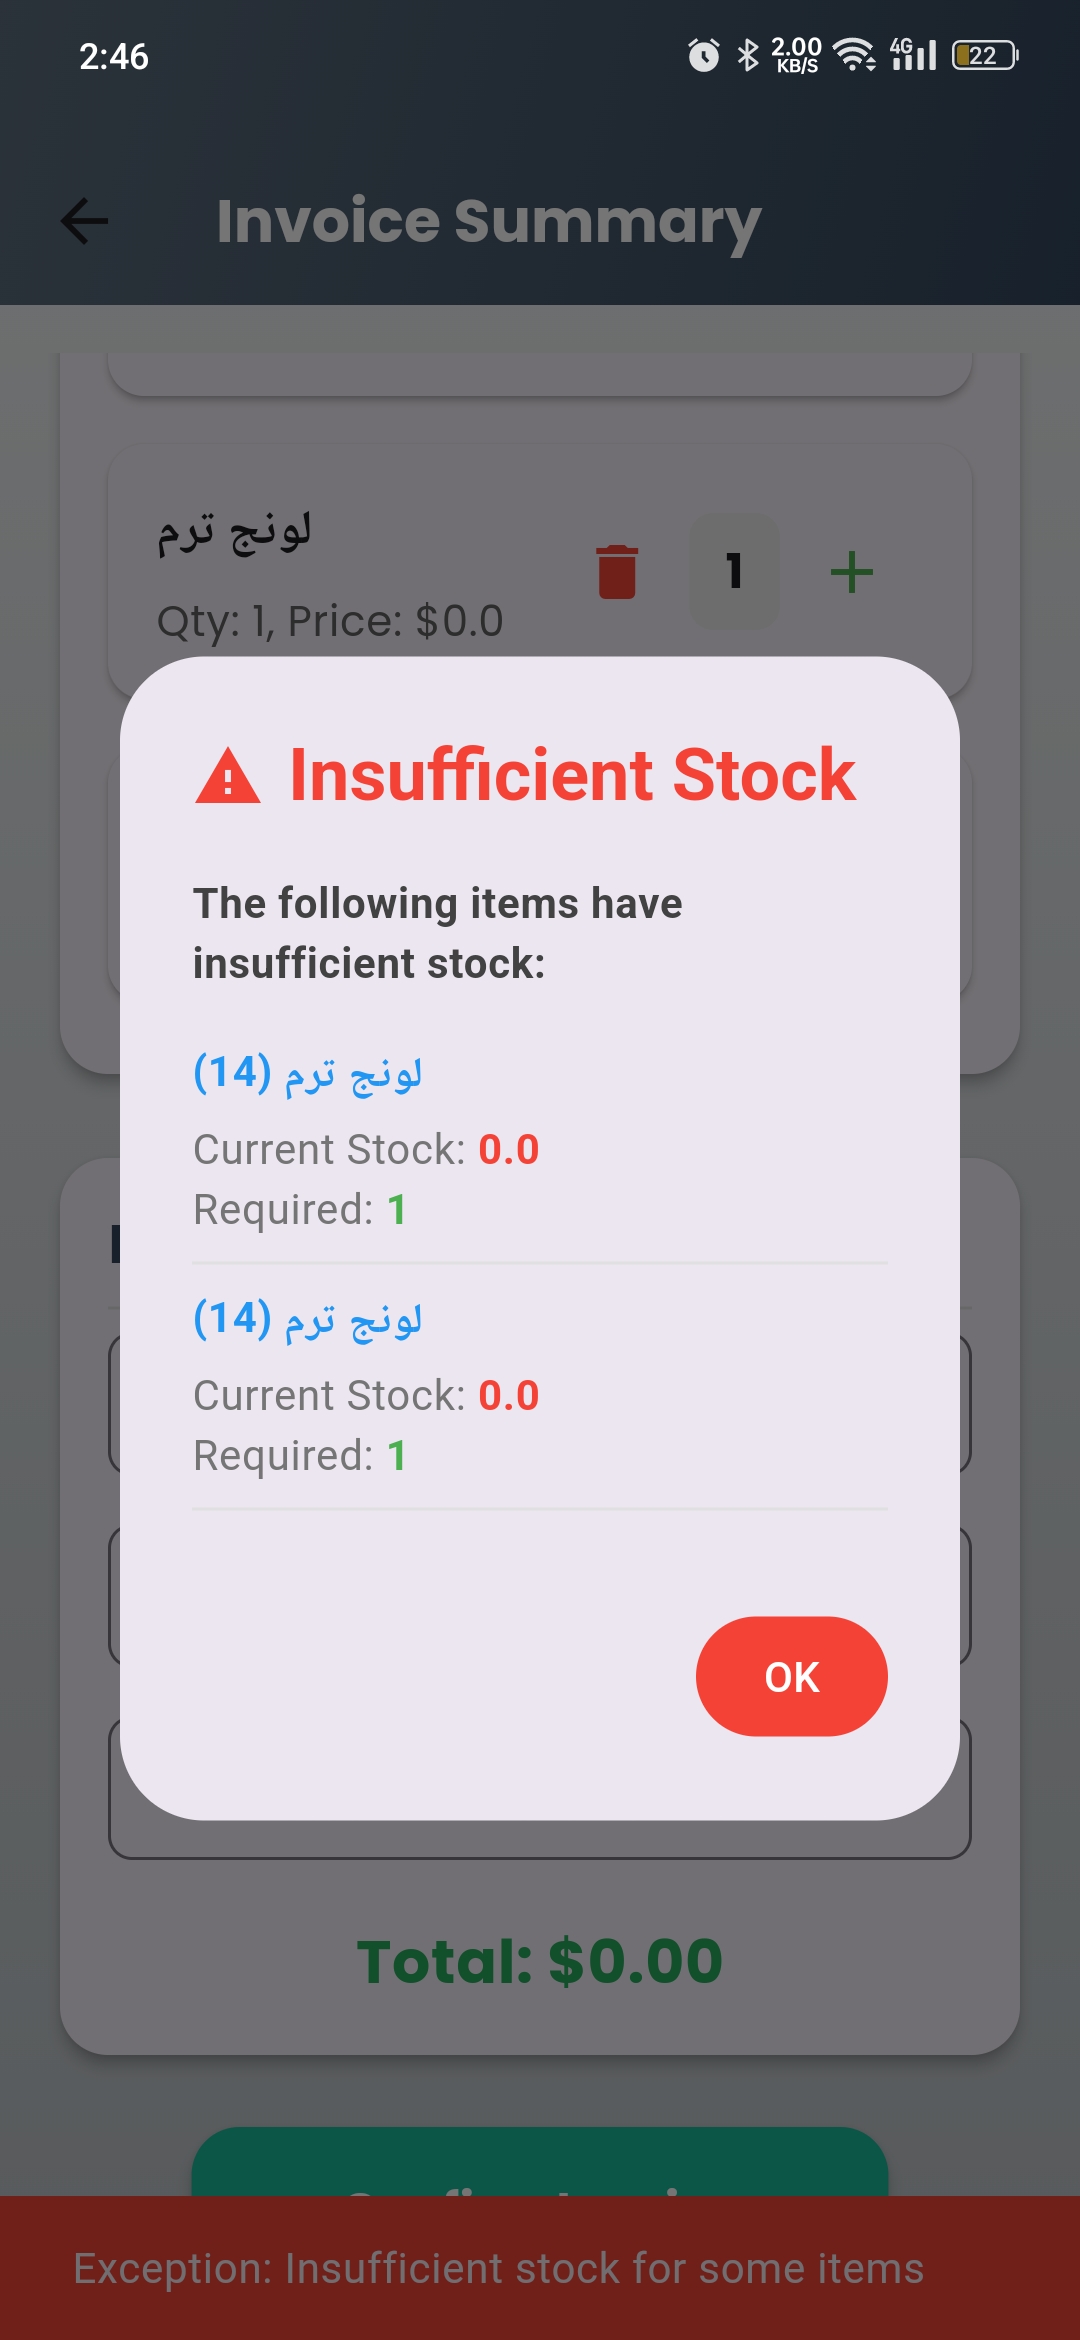 2:46
2.00
KB/S
4G
22
Invoice Summary
لونج ترم
1
Qty: 1, Price: $0.0
Insufficient Stock
The following items have
insufficient stock:
لونج ترم (14)
Current Stock: 0.0
Required: 1
لونج ترم (14)
Current Stock: 0.0
Required: 1
OK
Total: $0.00
Exception: Insufficient stock for some items